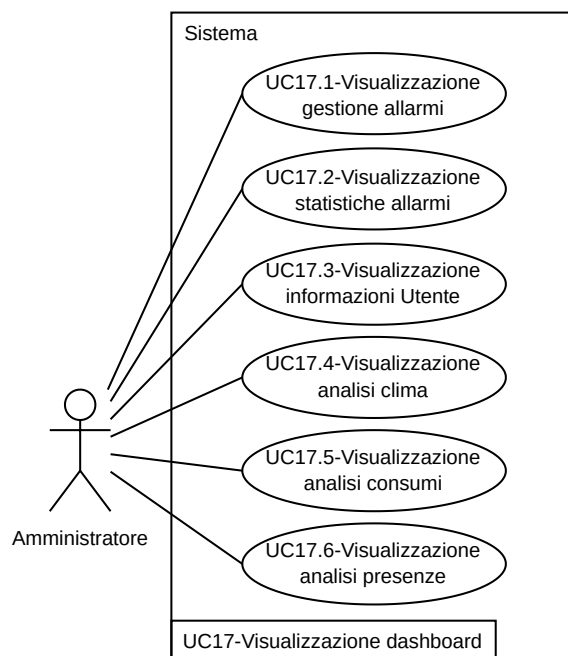 Sistema
UC17.1-Visualizzazione
gestione allarmi
UC17.2-Visualizzazione
statistiche allarmi
UC17.3-Visualizzazione
informazioni Utente
UC17.4-Visualizzazione
analisi clima
UC17.5-Visualizzazione
analisi consumi
Amministratore
UC17.6-Visualizzazione
analisi presenze
UC17-Visualizzazione dashboard